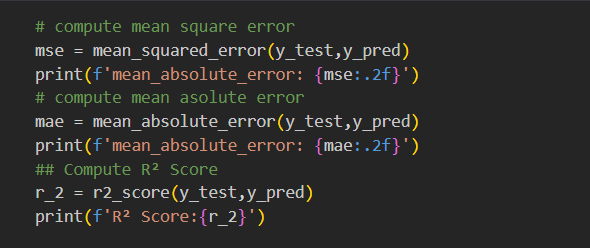 # compute mean square error
mse = mean_squared_error(y_test,y_pred)
print(f'mean_absolute_error: {mse:.2f}')
# compute mean asolute error
mae = mean_absolute_error(y_test,y_pred)
print(f'mean_absolute_error: {mae:.2f}')
## Compute R² Score
r_2 = r2_score(y_test,y_pred)
print(f'R² Score:{r_2}')